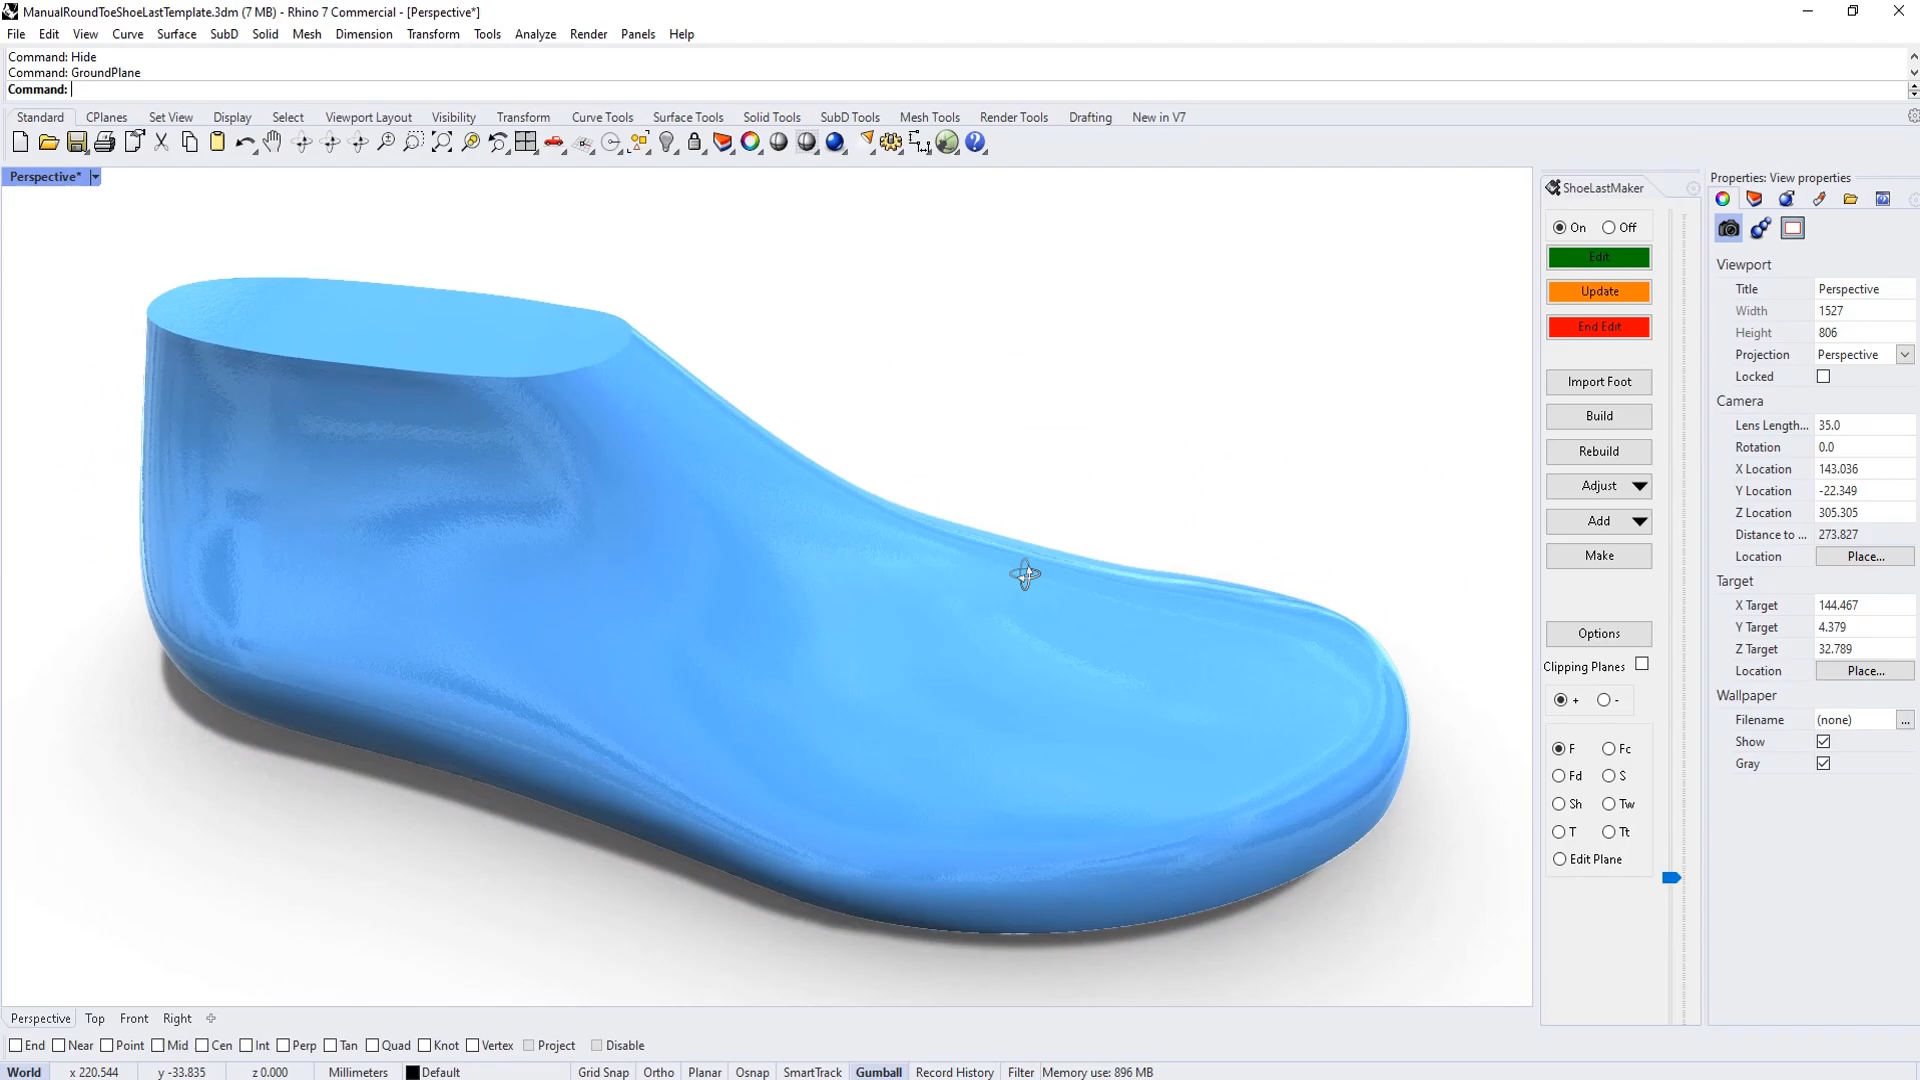 ManualRoundToeShoeLastTemplate.3dm (7 MB) - Rhino 7 Commercial - [Perspective*]
File Edit View Curve Surface SubD Solid Mesh Dimension Transform Tools Analyze Render Panels Help
Command: Hide
Command: GroundPlane
Command:
Standard CPlanes Set View Display Select Viewport Layout Visibility Transform Curve Tools Surface Tools Solid Tools SubD Tools Mesh Tools Render Tools Drafting New in V7
Perspective*
ShoeLastMaker
On Off
Edit
Update
End Edit
Import Foot
Build
Rebuild
Adjust
Add
Make
Options
Clipping Planes
+ -
F Fc
Fd S
Sh Tw
T Tt
Edit Plane
Properties: View properties
Viewport
Title Perspective
Width 1527
Height 806
Projection Perspective
Locked
Camera
Lens Length... 35.0
Rotation 0.0
X Location 143.036
Y Location -22.349
Z Location 305.305
Distance to ... 273.827
Location Place...
Target
X Target 144.467
Y Target 4.379
Z Target 32.789
Location Place...
Wallpaper
Filename (none) ...
Show
Gray
Perspective Top Front Right
End Near Point Mid Cen Int Perp Tan Quad Knot Vertex Project Disable
World x 220.544 y -33.835 z 0.000 Millimeters Default Grid Snap Ortho Planar Osnap SmartTrack Gumball Record History Filter Memory use: 896 MB